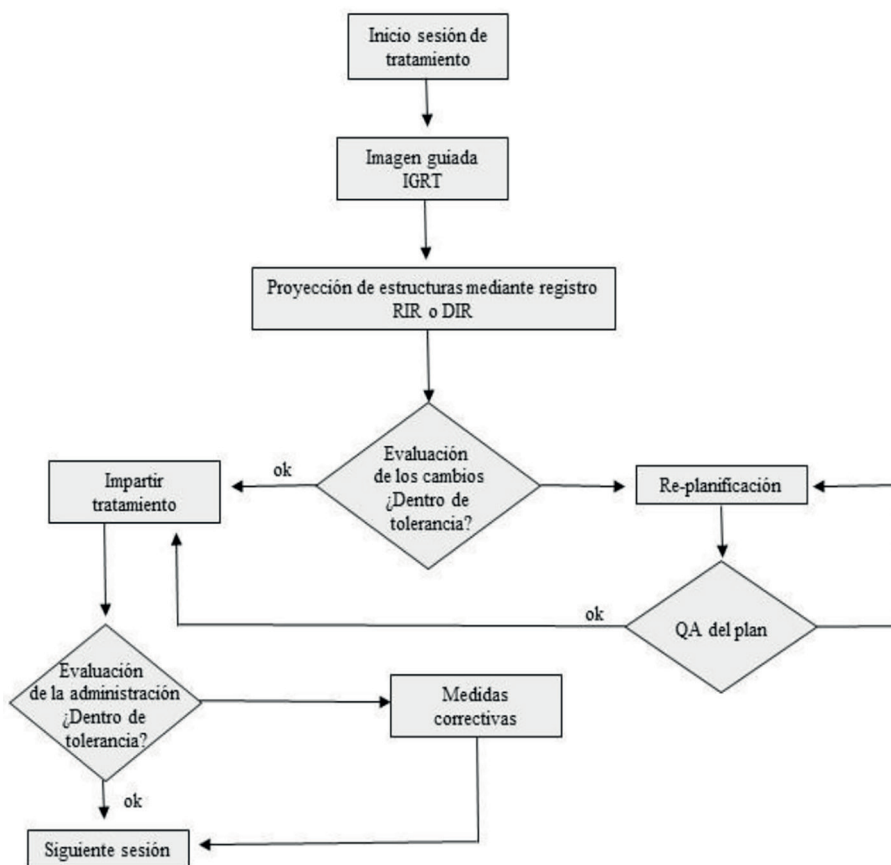 Inicio sesión de
tratamiento
Imagen guiada
IGRT
Proyección de estructuras mediante registro
RIR o DIR
Evaluación
de los cambios
¿Dentro de
tolerancia?
ok
Impartir
tratamiento
Re-planificación
QA del plan
ok
Evaluación
de la administración
¿Dentro de
tolerancia?
Medidas
correctivas
ok
Siguiente sesión